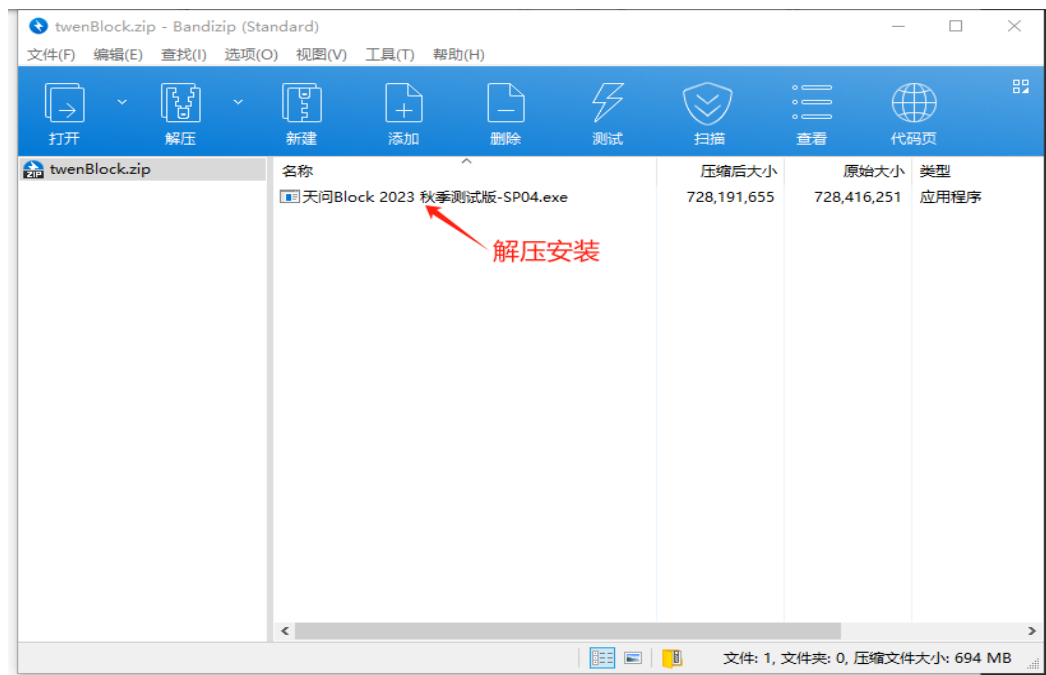 twenBlock.zip - Bandizip (Standard)
文件(F) 编辑(E) 查找(I) 选项(O) 视图(V) 工具(T) 帮助(H)
打开 解压 新建 添加 删除 测试 扫描 查看 代码页
twenBlock.zip 名称 压缩后大小 原始大小 类型
天问Block 2023 秋季测试版-SP04.exe 728,191,655 728,416,251 应用程序
解压安装
文件: 1, 文件夹: 0, 压缩文件大小: 694 MB